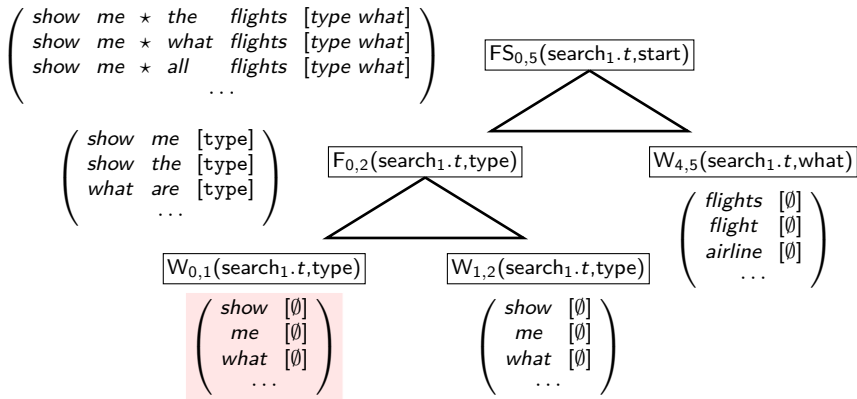 show me ⋆ the flights [type what]
show me ⋆ what flights [type what]
show me ⋆ all flights [type what]
...
FS0,5(search1.t,start)
show me [type]
show the [type]
what are [type]
...
F0,2(search1.t,type)
W4,5(search1.t,what)
flights [∅]
flight [∅]
airline [∅]
...
W0,1(search1.t,type)
W1,2(search1.t,type)
show [∅]
me [∅]
what [∅]
...
show [∅]
me [∅]
what [∅]
...